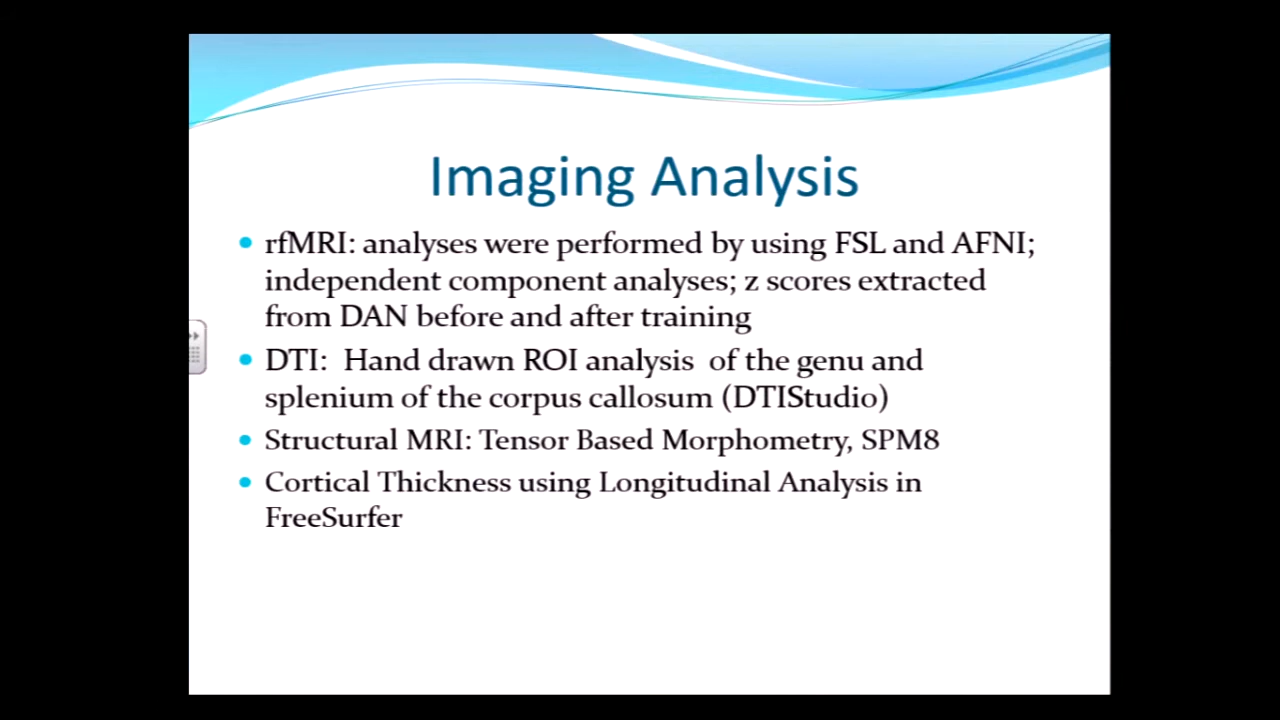 Imaging Analysis
rfMRI: analyses were performed by using FSL and AFNI;
independent component analyses; z scores extracted
from DAN before and after training
DTI:  Hand drawn ROI analysis  of the genu and
splenium of the corpus callosum (DTIStudio)
Structural MRI: Tensor Based Morphometry, SPM8
Cortical Thickness using Longitudinal Analysis in
FreeSurfer